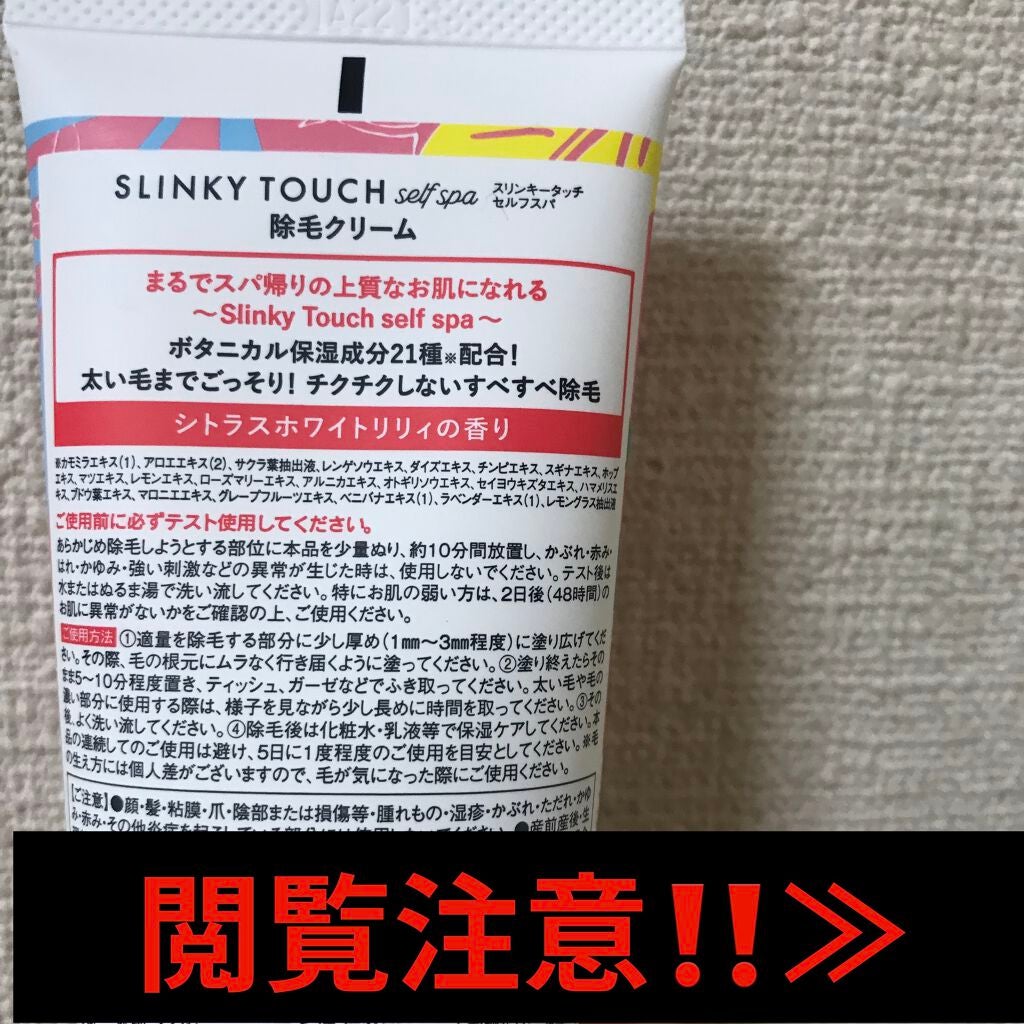 SLINKY TOUCH self spa スリンキータッチ
セルフスパ
除毛クリーム
まるでスパ帰りの上質なお肌になれる
～Slinky Touch self spa～
ボタニカル保湿成分21種※配合!
太い毛までごっそり! チクチクしないすべすべ除毛
シトラスホワイトリリィの香り
※カモミラエキス(1)、アロエエキス(2)、サクラ葉抽出液、レンゲソウエキス、ダイズエキス、チンピエキス、スギナエキス、ホップ
エキス、マツエキス、レモンエキス、ローズマリーエキス、アルニカエキス、オトギリソウエキス、セイヨウキズタエキス、ハマメリスエ
キス、ブドウ葉エキス、マロニエエキス、グレープフルーツエキス、ベニバナエキス(1)、ラベンダーエキス(1)、レモングラス抽出液
ご使用前に必ずテスト使用してください。
あらかじめ除毛しようとする部位に本品を少量ぬり、約10分間放置し、かぶれ・赤み・
はれ・かゆみ・強い刺激などの異常が生じた時は、使用しないでください。テスト後は
水またはぬるま湯で洗い流してください。特にお肌の弱い方は、2日後(48時間)の
お肌に異常がないかをご確認の上、ご使用ください。
ご使用方法 ①適量を除毛する部分に少し厚め(1mm～3mm程度)に塗り広げてくだ
さい。その際、毛の根元にムラなく行き届くように塗ってください。②塗り終えたらその
まま5～10分程度置き、ティッシュ、ガーゼなどでふき取ってください。太い毛や毛の
濃い部分に使用する際は、様子を見ながら少し長めに時間を取ってください。③その
後、よく洗い流してください。④除毛後は化粧水・乳液等で保湿ケアしてください。本
品の連続してのご使用は避け、5日に1度程度のご使用を目安としてください。※毛
の生え方には個人差がございますので、毛が気になった際にご使用ください。
【ご注意】●顔・髪・粘膜・爪・陰部または損傷等・腫れもの・湿疹・かぶれ・ただれ・かゆ
み・赤み・その他炎症を起こしている部分には使用しないでください。●産前産後・生
閲覧注意‼≫